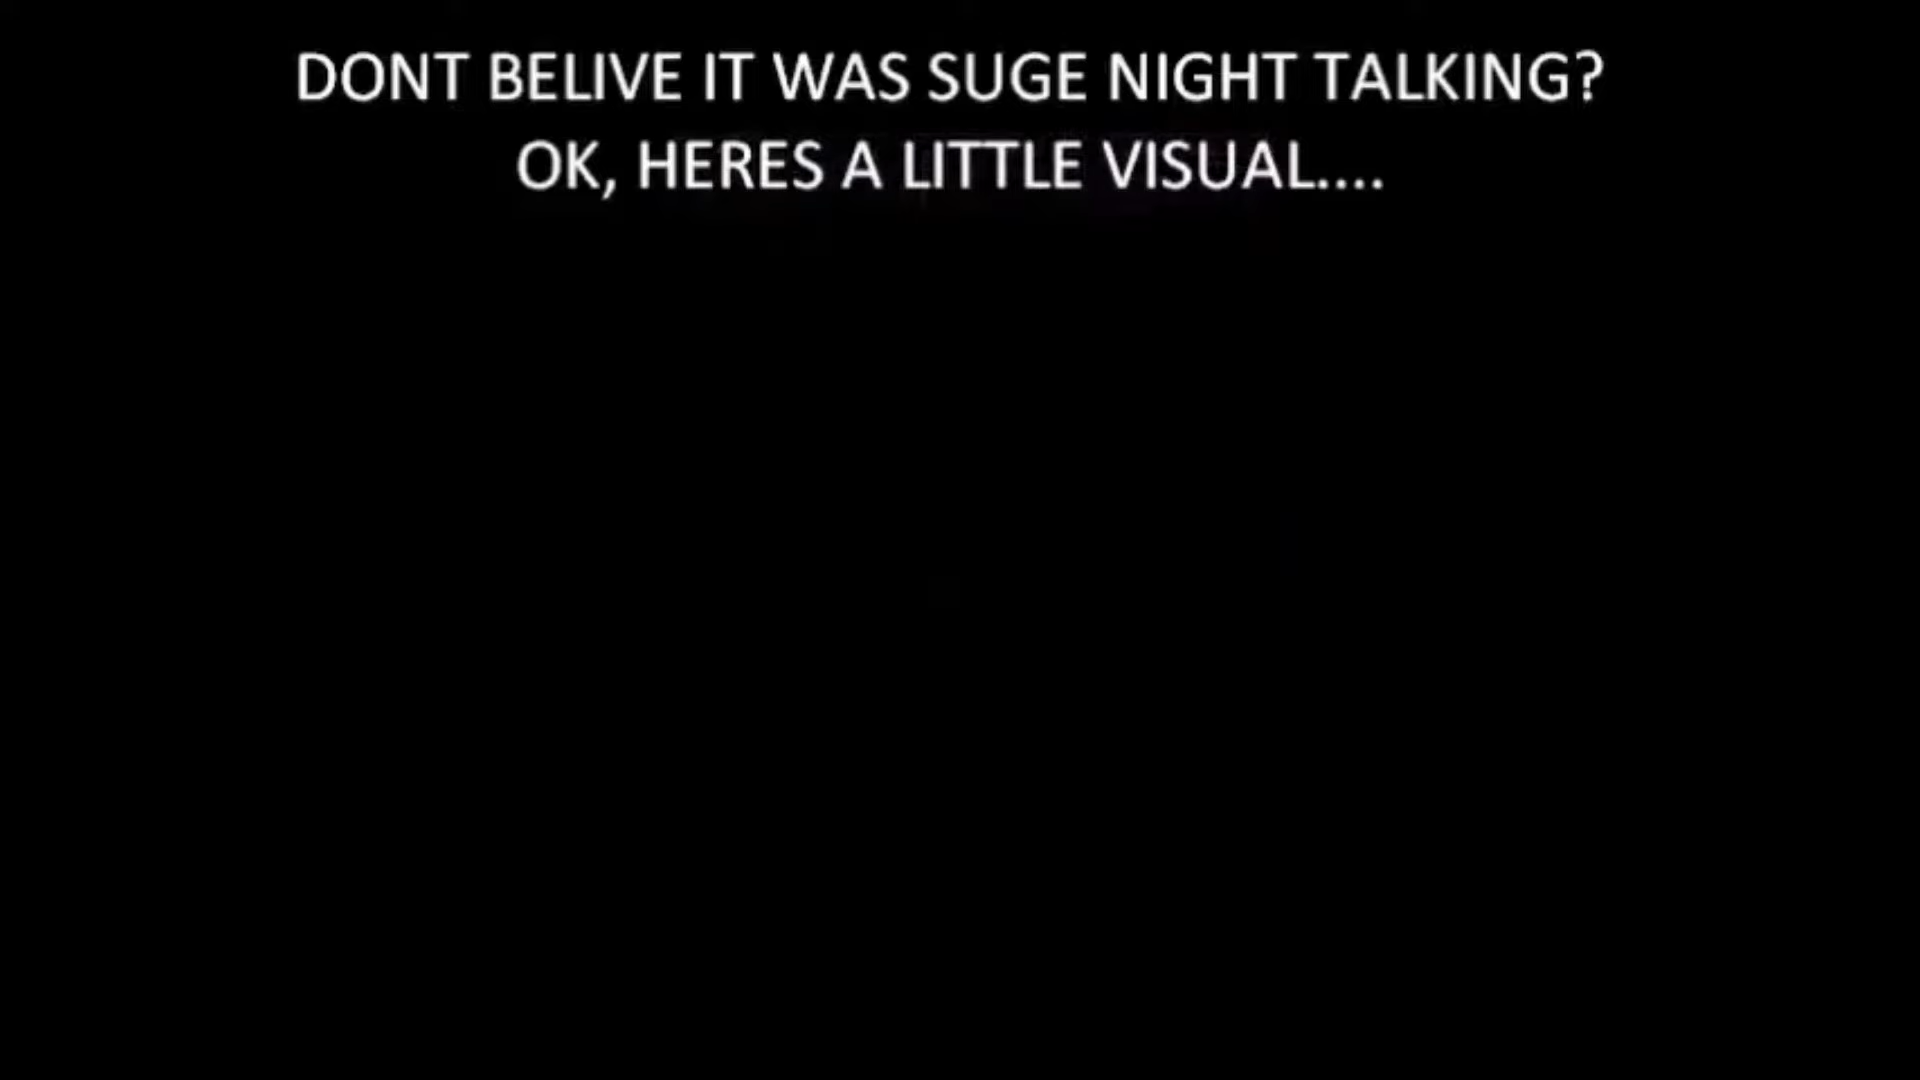 DONT BELIVE IT WAS SUGE NIGHT TALKING?
OK, HERES A LITTLE VISUAL....